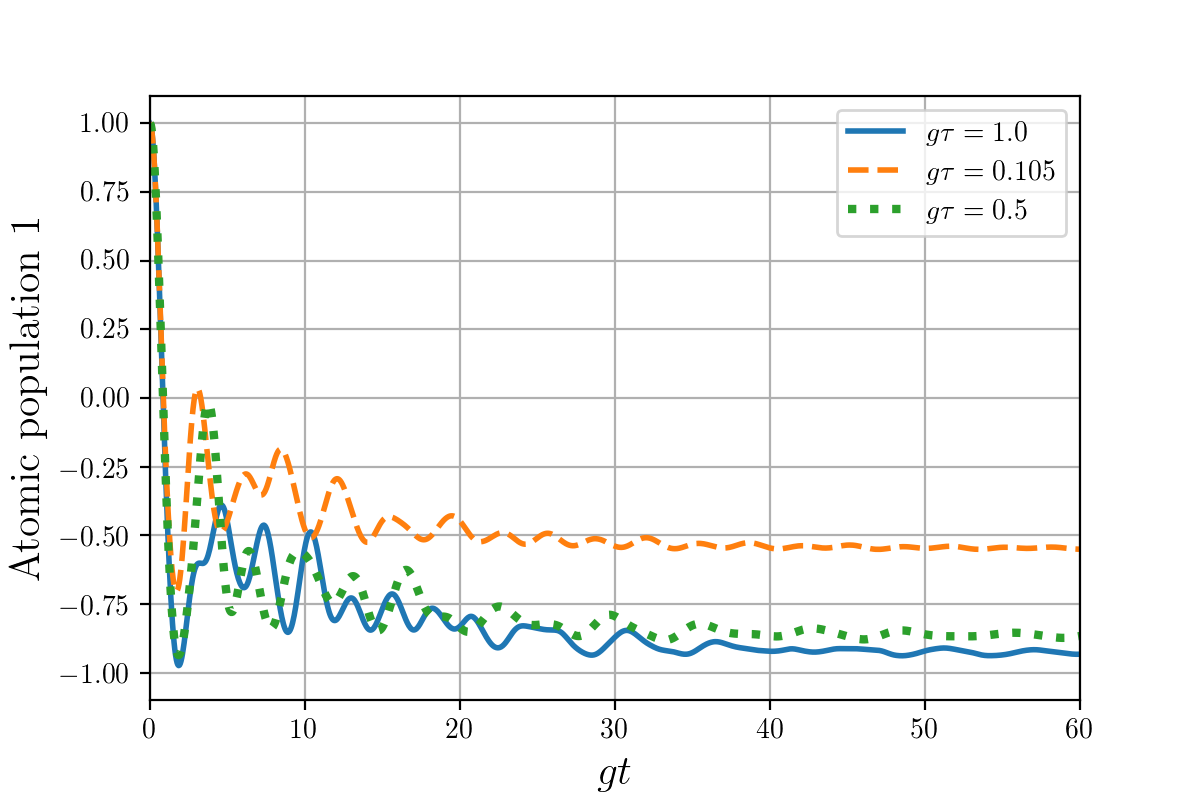 gτ = 1.0
gτ = 0.105
gτ = 0.5
Atomic population 1
1.00
0.75
0.50
0.25
0.00
−0.25
−0.50
−0.75
−1.00
0 10 20 30 40 50 60
gt